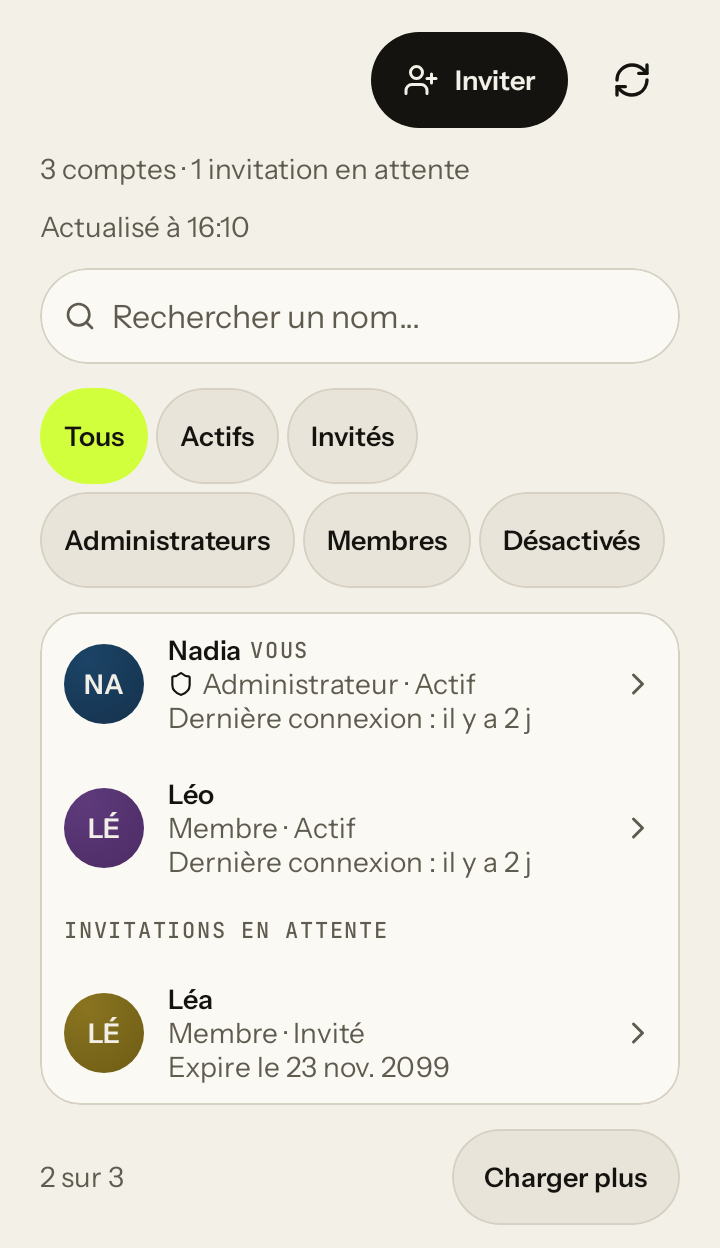 Inviter
3 comptes · 1 invitation en attente
Actualisé à 16:10
Rechercher un nom...
Tous
Actifs
Invités
Administrateurs
Membres
Désactivés
NA
Nadia VOUS
Administrateur · Actif
Dernière connexion : il y a 2 j
LÉ
Léo
Membre · Actif
Dernière connexion : il y a 2 j
INVITATIONS EN ATTENTE
LÉ
Léa
Membre · Invité
Expire le 23 nov. 2099
2 sur 3
Charger plus